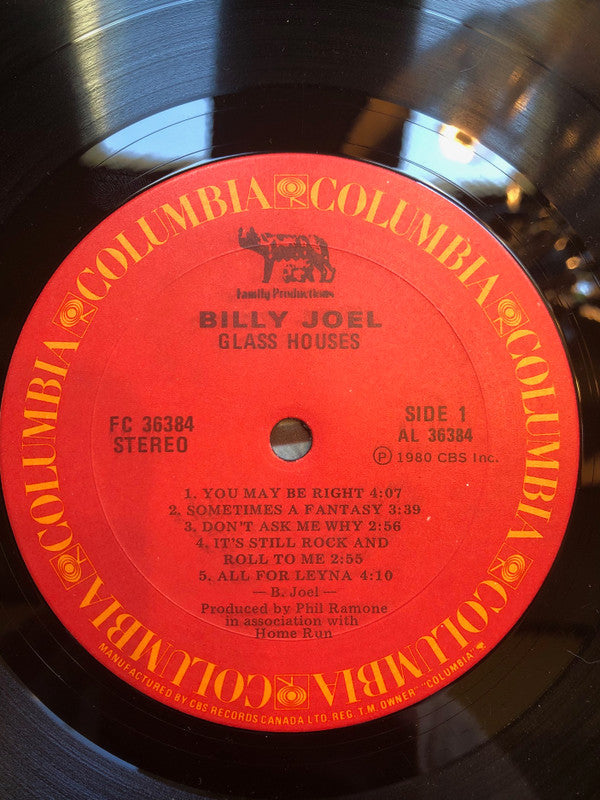 COLUMBIA COLUMBIA COLUMBIA COLUMBIA COLUMBIA COLUMBIA COLUMBIA COLUMBIA
Family Productions
BILLY JOEL
GLASS HOUSES
FC 36384
STEREO
SIDE 1
AL 36384
Ⓟ 1980 CBS Inc.
1. YOU MAY BE RIGHT 4:07
2. SOMETIMES A FANTASY 3:39
3. DON'T ASK ME WHY 2:56
4. IT'S STILL ROCK AND
ROLL TO ME 2:55
5. ALL FOR LEYNA 4:10
— B. Joel —
Produced by Phil Ramone
in association with
Home Run
MANUFACTURED BY CBS RECORDS CANADA LTD. REG. T.M. OWNER "COLUMBIA"